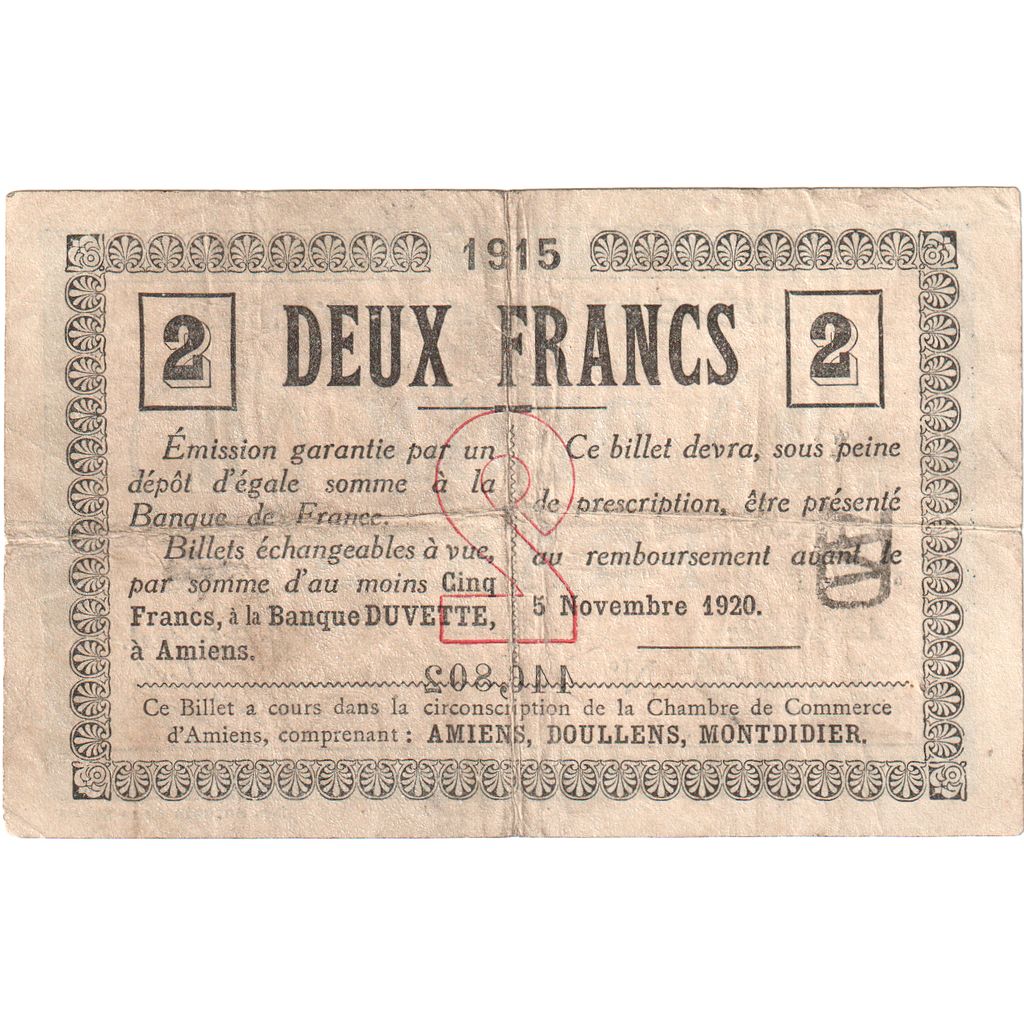 1915
2 DEUX FRANCS 2
Émission garantie par un
dépôt d'égale somme à la
Banque de France.
Billets échangeables à vue,
par somme d'au moins Cinq
Francs, à la Banque DUVETTE,
à Amiens.
Ce billet devra, sous peine
de prescription, être présenté
au remboursement avant le
5 Novembre 1920.
2
446,802
Ce Billet a cours dans la circonscription de la Chambre de Commerce
d'Amiens, comprenant : AMIENS, DOULLENS, MONTDIDIER.